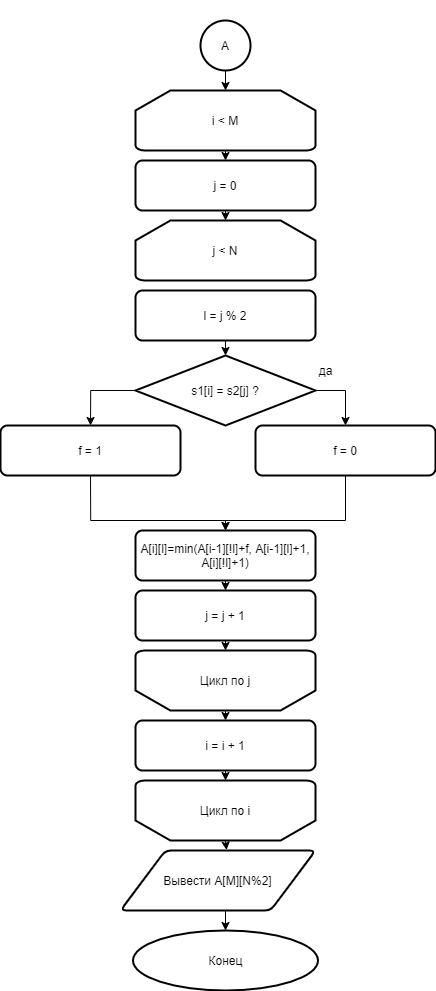 A
i < M
j = 0
j < N
l = j % 2
s1[i] = s2[j] ?
да
f = 1
f = 0
A[i][l]=min(A[i-1][!l]+f, A[i-1][l]+1,
A[i][!l]+1)
j = j + 1
Цикл по j
i = i + 1
Цикл по i
Вывести A[M][N%2]
Конец